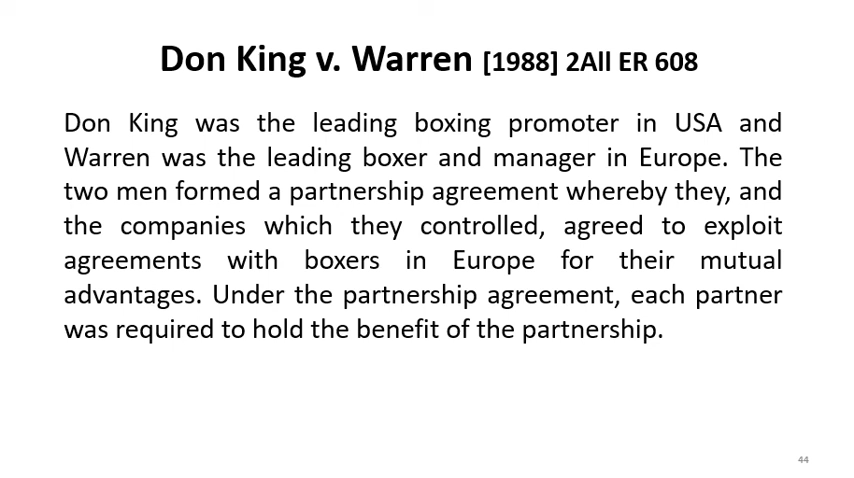 Don King v. Warren [1988] 2All ER 608
Don King was the leading boxing promoter in USA and
Warren was the leading boxer and manager in Europe. The
two men formed a partnership agreement whereby they, and
the companies which they controlled, agreed to exploit
agreements with boxers in Europe for their mutual
advantages. Under the partnership agreement, each partner
was required to hold the benefit of the partnership.
44